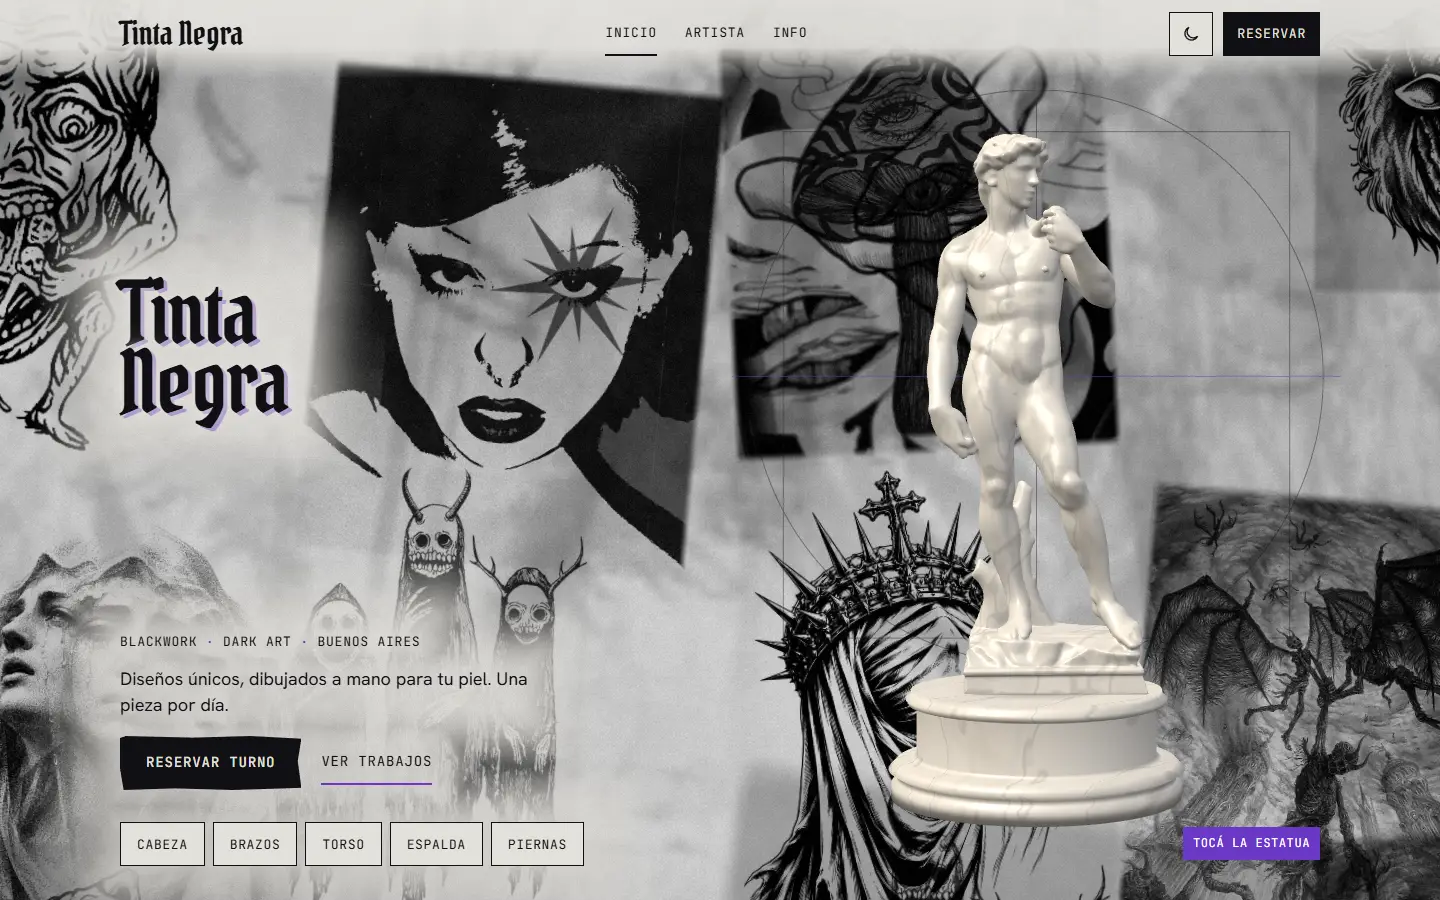 Tinta Negra
INICIO
ARTISTA
INFO
RESERVAR
Tinta
Negra
BLACKWORK · DARK ART · BUENOS AIRES
Diseños únicos, dibujados a mano para tu piel. Una
pieza por día.
RESERVAR TURNO
VER TRABAJOS
CABEZA
BRAZOS
TORSO
ESPALDA
PIERNAS
TOCÁ LA ESTATUA